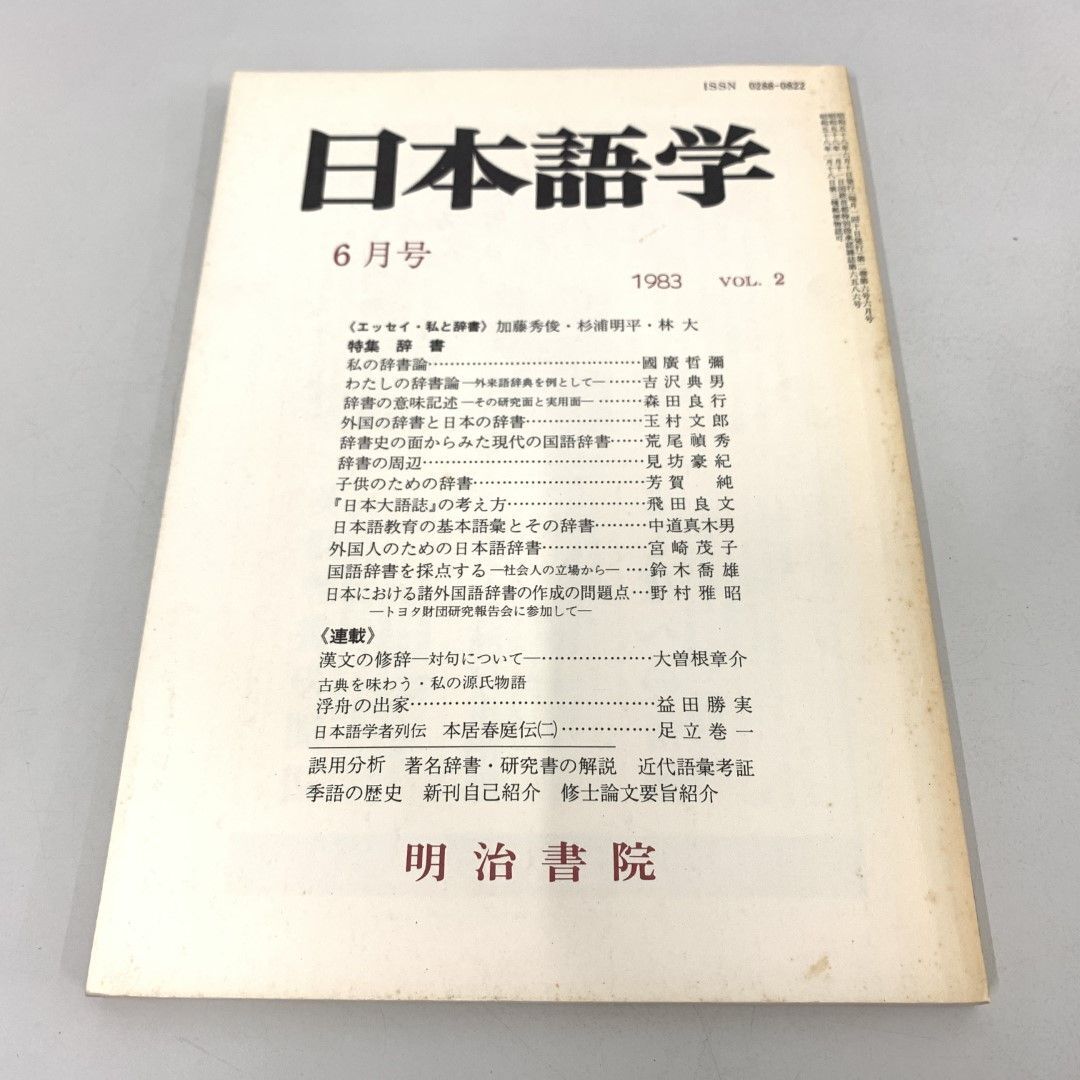 ISSN 0288-0822
日本語学
6月号
1983 VOL. 2
《エッセイ・私と辞書》 加藤秀俊・杉浦明平・林 大
特集 辞 書
私の辞書論……………………………………國廣哲彌
わたしの辞書論―外来語辞典を例として―……吉沢典男
辞書の意味記述―その研究面と実用面―………森田良行
外国の辞書と日本の辞書…………………玉村文郎
辞書史の面からみた現代の国語辞書……荒尾禎秀
辞書の周辺……………………………………見坊豪紀
子供のための辞書……………………………芳賀 純
『日本大語誌』の考え方………………………飛田良文
日本語教育の基本語彙とその辞書………中道真木男
外国人のための日本語辞書………………宮崎茂子
国語辞書を採点する―社会人の立場から―‥‥鈴木喬雄
日本における諸外国語辞書の作成の問題点…野村雅昭
―トヨタ財団研究報告会に参加して―
《連載》
漢文の修辞―対句について―…………………大曽根章介
古典を味わう・私の源氏物語
浮舟の出家……………………………………益田勝実
日本語学者列伝 本居春庭伝㈡……………足立巻一
誤用分析 著名辞書・研究書の解説 近代語彙考証
季語の歴史 新刊自己紹介 修士論文要旨紹介
明治書院